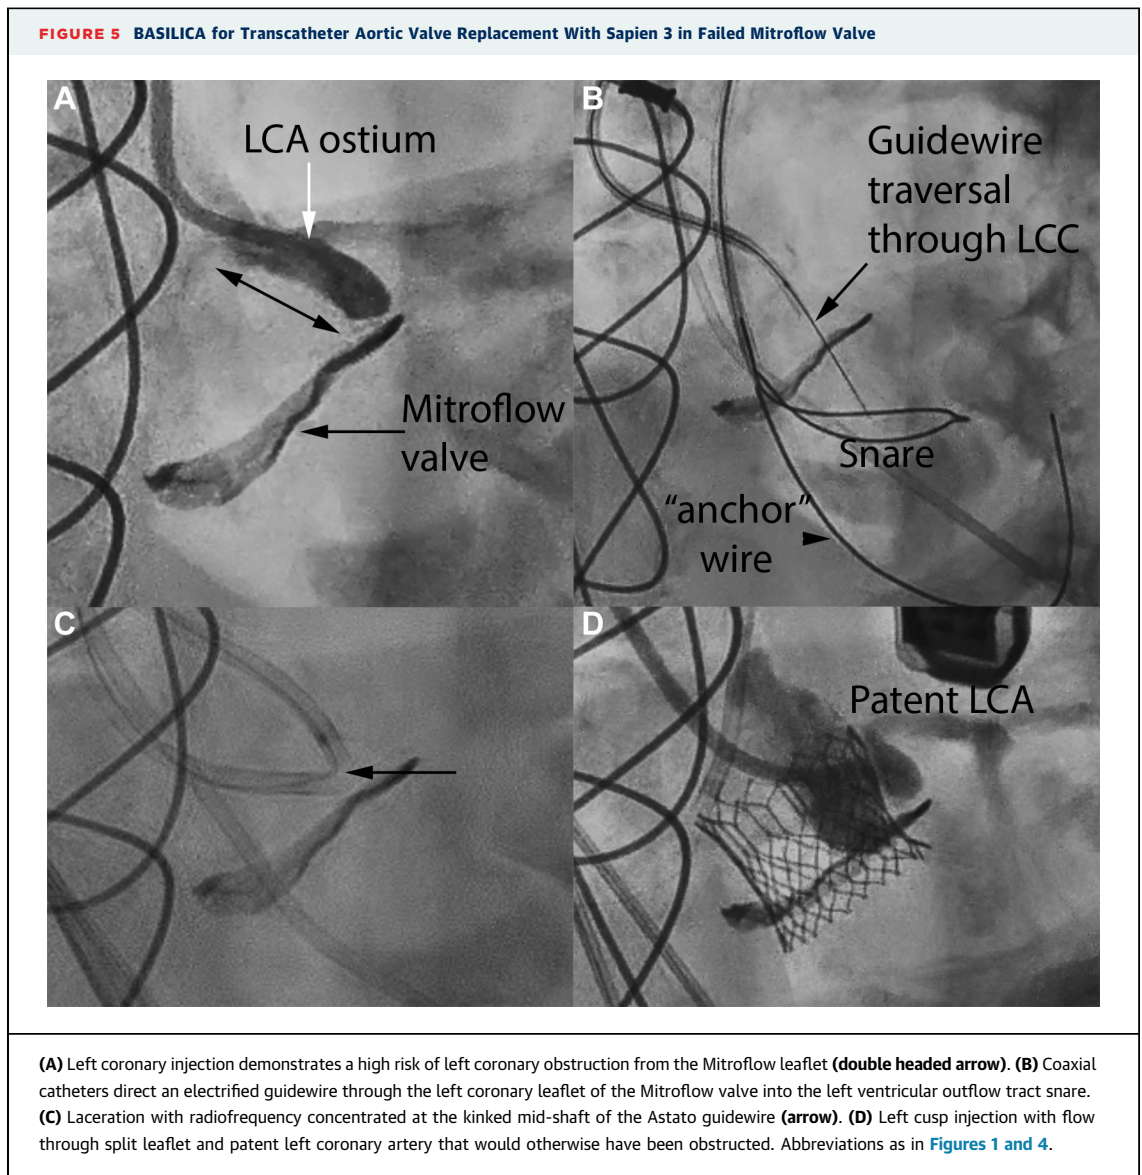 FIGURE 5 BASILICA for Transcatheter Aortic Valve Replacement With Sapien 3 in Failed Mitroflow Valve
A
LCA ostium
Mitroflow
valve
B
Guidewire
traversal
through LCC
Snare
“anchor”
wire
C
D
Patent LCA
(A) Left coronary injection demonstrates a high risk of left coronary obstruction from the Mitroflow leaflet (double headed arrow). (B) Coaxial
catheters direct an electrified guidewire through the left coronary leaflet of the Mitroflow valve into the left ventricular outflow tract snare.
(C) Laceration with radiofrequency concentrated at the kinked mid-shaft of the Astato guidewire (arrow). (D) Left cusp injection with flow
through split leaflet and patent left coronary artery that would otherwise have been obstructed. Abbreviations as in Figures 1 and 4.